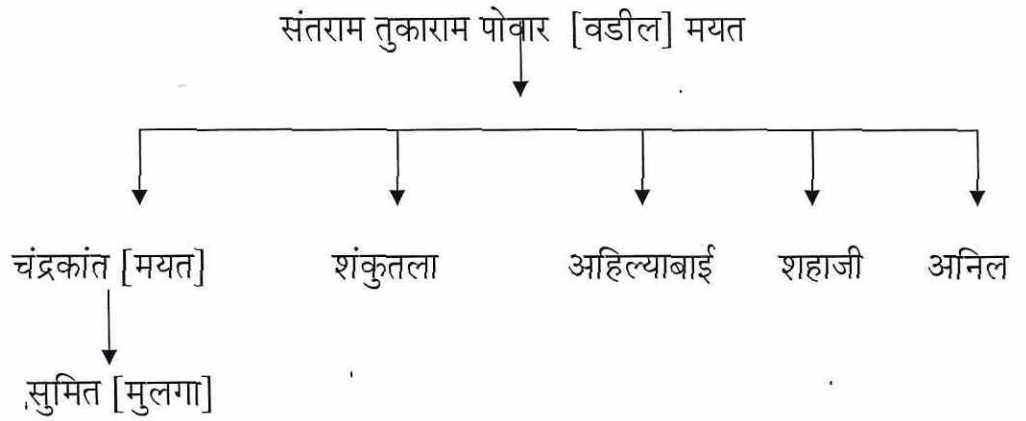 संतराम तुकाराम पोवार [वडील] मयत
चंद्रकांत [मयत] शंकुतला अहिल्याबाई शहाजी अनिल
सुमित [मुलगा]